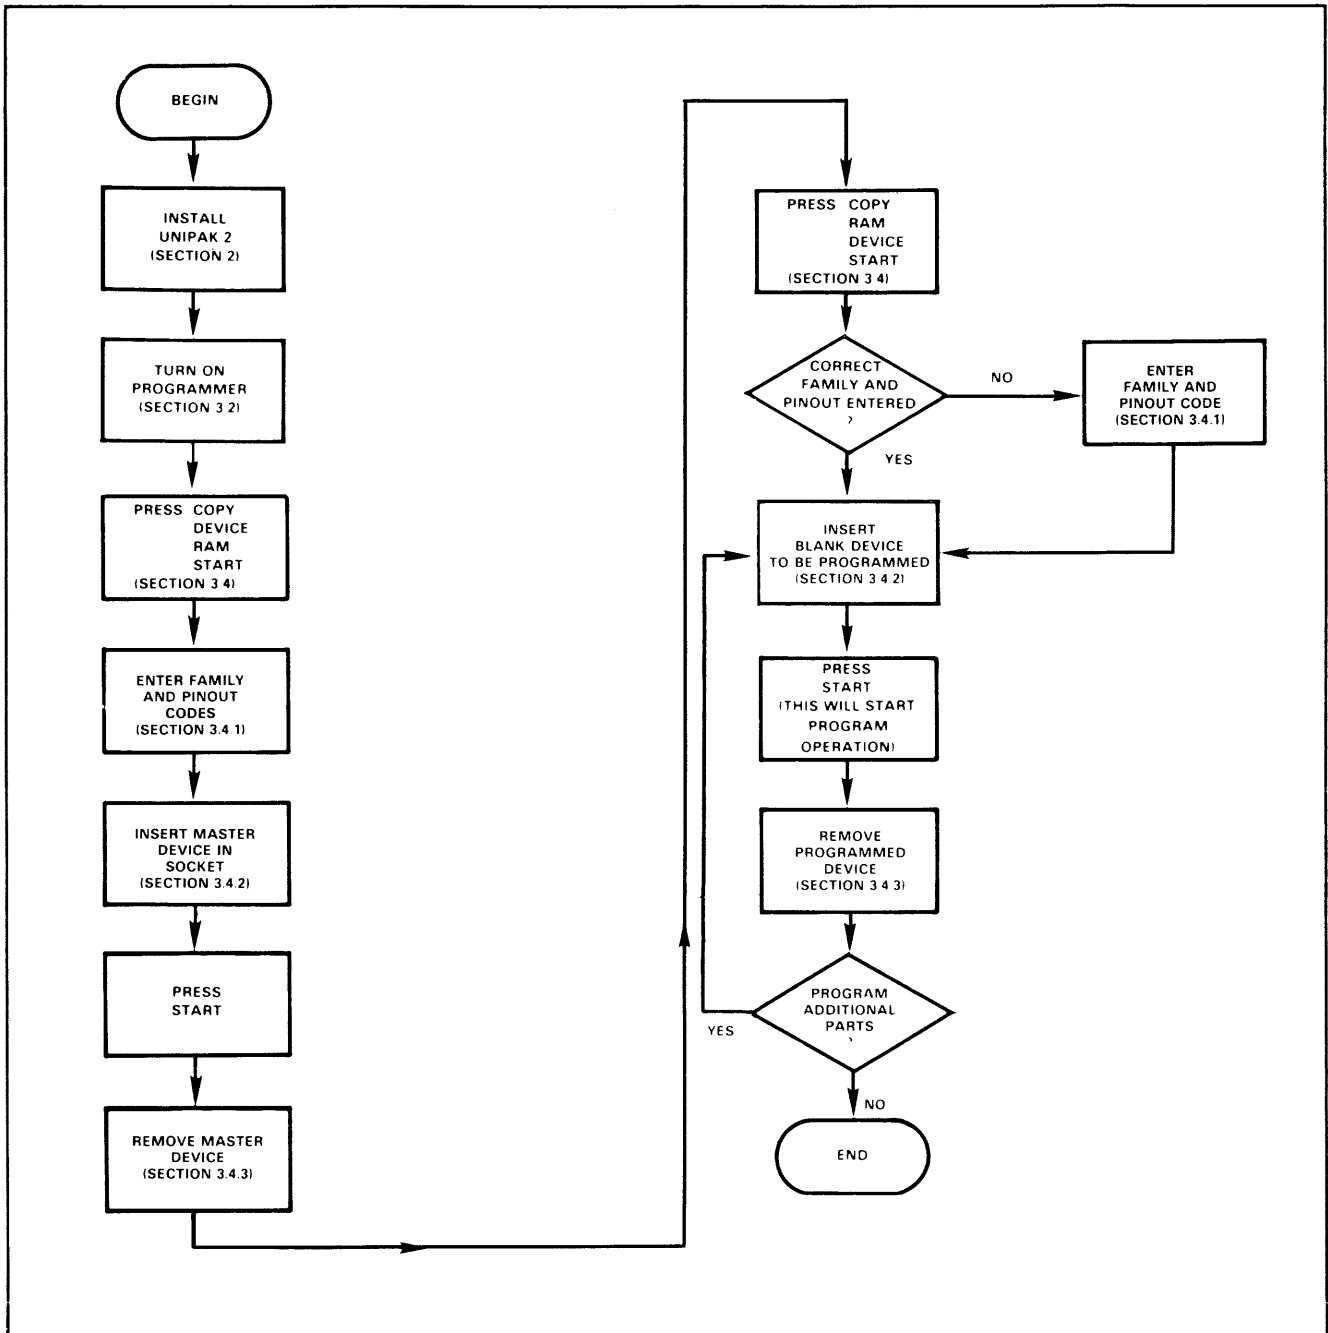 BEGIN
INSTALL
UNIPAK 2
(SECTION 2)
TURN ON
PROGRAMMER
(SECTION 3.2)
PRESS COPY
DEVICE
RAM
START
(SECTION 3 4)
ENTER FAMILY
AND PINOUT
CODES
(SECTION 3.4.1)
INSERT MASTER
DEVICE IN
SOCKET
(SECTION 3.4.2)
PRESS
START
REMOVE MASTER
DEVICE
(SECTION 3.4.3)
PRESS COPY
RAM
DEVICE
START
(SECTION 3 4)
CORRECT
FAMILY AND
PINOUT ENTERED
?
NO
ENTER
FAMILY AND
PINOUT CODE
(SECTION 3.4.1)
YES
INSERT
BLANK DEVICE
TO BE PROGRAMMED
(SECTION 3 4.2)
PRESS
START
(THIS WILL START
PROGRAM
OPERATION)
REMOVE
PROGRAMMED
DEVICE
(SECTION 3 4 3)
PROGRAM
ADDITIONAL
PARTS
?
YES
NO
END